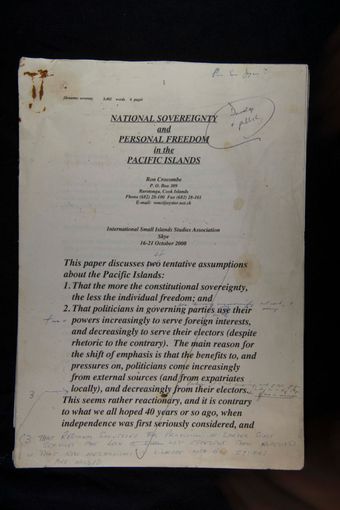 NATIONAL SOVEREIGNTY
and
PERSONAL FREEDOM
in the
PACIFIC ISLANDS
Ron Crocombe
P. O. Box 309
Rarotonga, Cook Islands
International Small Islands Studies Association
Skye
16-21 October 2000
This paper discusses two tentative assumptions
about the Pacific Islands:
1. That the more the constitutional sovereignty,
the less the individual freedom; and
2. That politicians in governing parties use their
powers increasingly to serve foreign interests,
and decreasingly to serve their electors (despite
rhetoric to the contrary). The main reason for
the shift of emphasis is that the benefits to, and
pressures on, politicians come increasingly
from external sources (and from expatriates
locally), and decreasingly from their electors.
3
This seems rather reactionary, and it is contrary
to what we all hoped 40 years or so ago, when
independence was first seriously considered, and